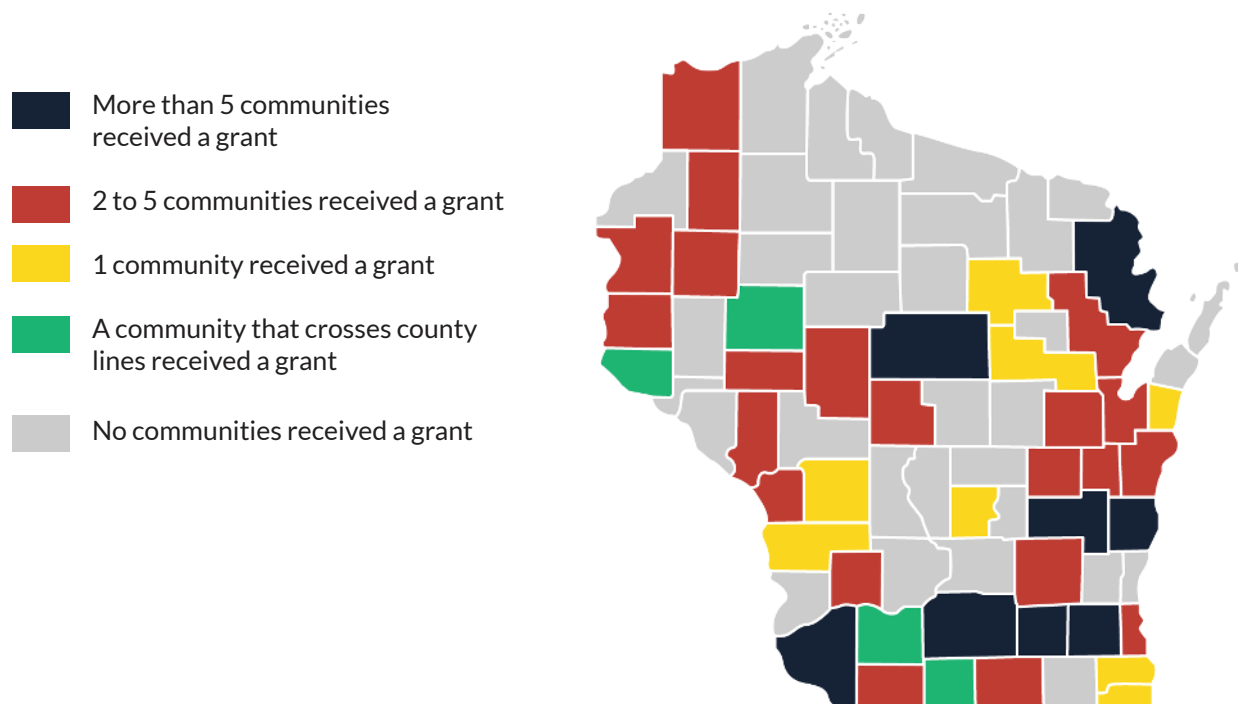 More than 5 communities
received a grant
2 to 5 communities received a grant
1 community received a grant
A community that crosses county
lines received a grant
No communities received a grant